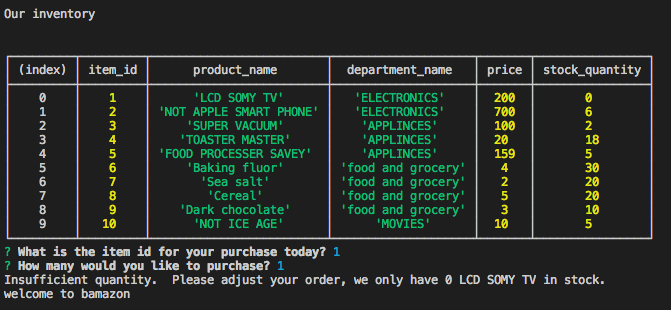 Our inventory
(index) item_id product_name department_name price stock_quantity
0 1 'LCD SOMY TV' 'ELECTRONICS' 200 0
1 2 'NOT APPLE SMART PHONE' 'ELECTRONICS' 700 6
2 3 'SUPER VACUUM' 'APPLINCES' 100 2
3 4 'TOASTER MASTER' 'APPLINCES' 20 18
4 5 'FOOD PROCESSER SAVEY' 'APPLINCES' 159 5
5 6 'Baking fluor' 'food and grocery' 4 30
6 7 'Sea salt' 'food and grocery' 2 20
7 8 'Cereal' 'food and grocery' 5 20
8 9 'Dark chocolate' 'food and grocery' 3 10
9 10 'NOT ICE AGE' 'MOVIES' 10 5
? What is the item id for your purchase today? 1
? How many would you like to purchase? 1
Insufficient quantity.  Please adjust your order, we only have 0 LCD SOMY TV in stock.
welcome to bamazon